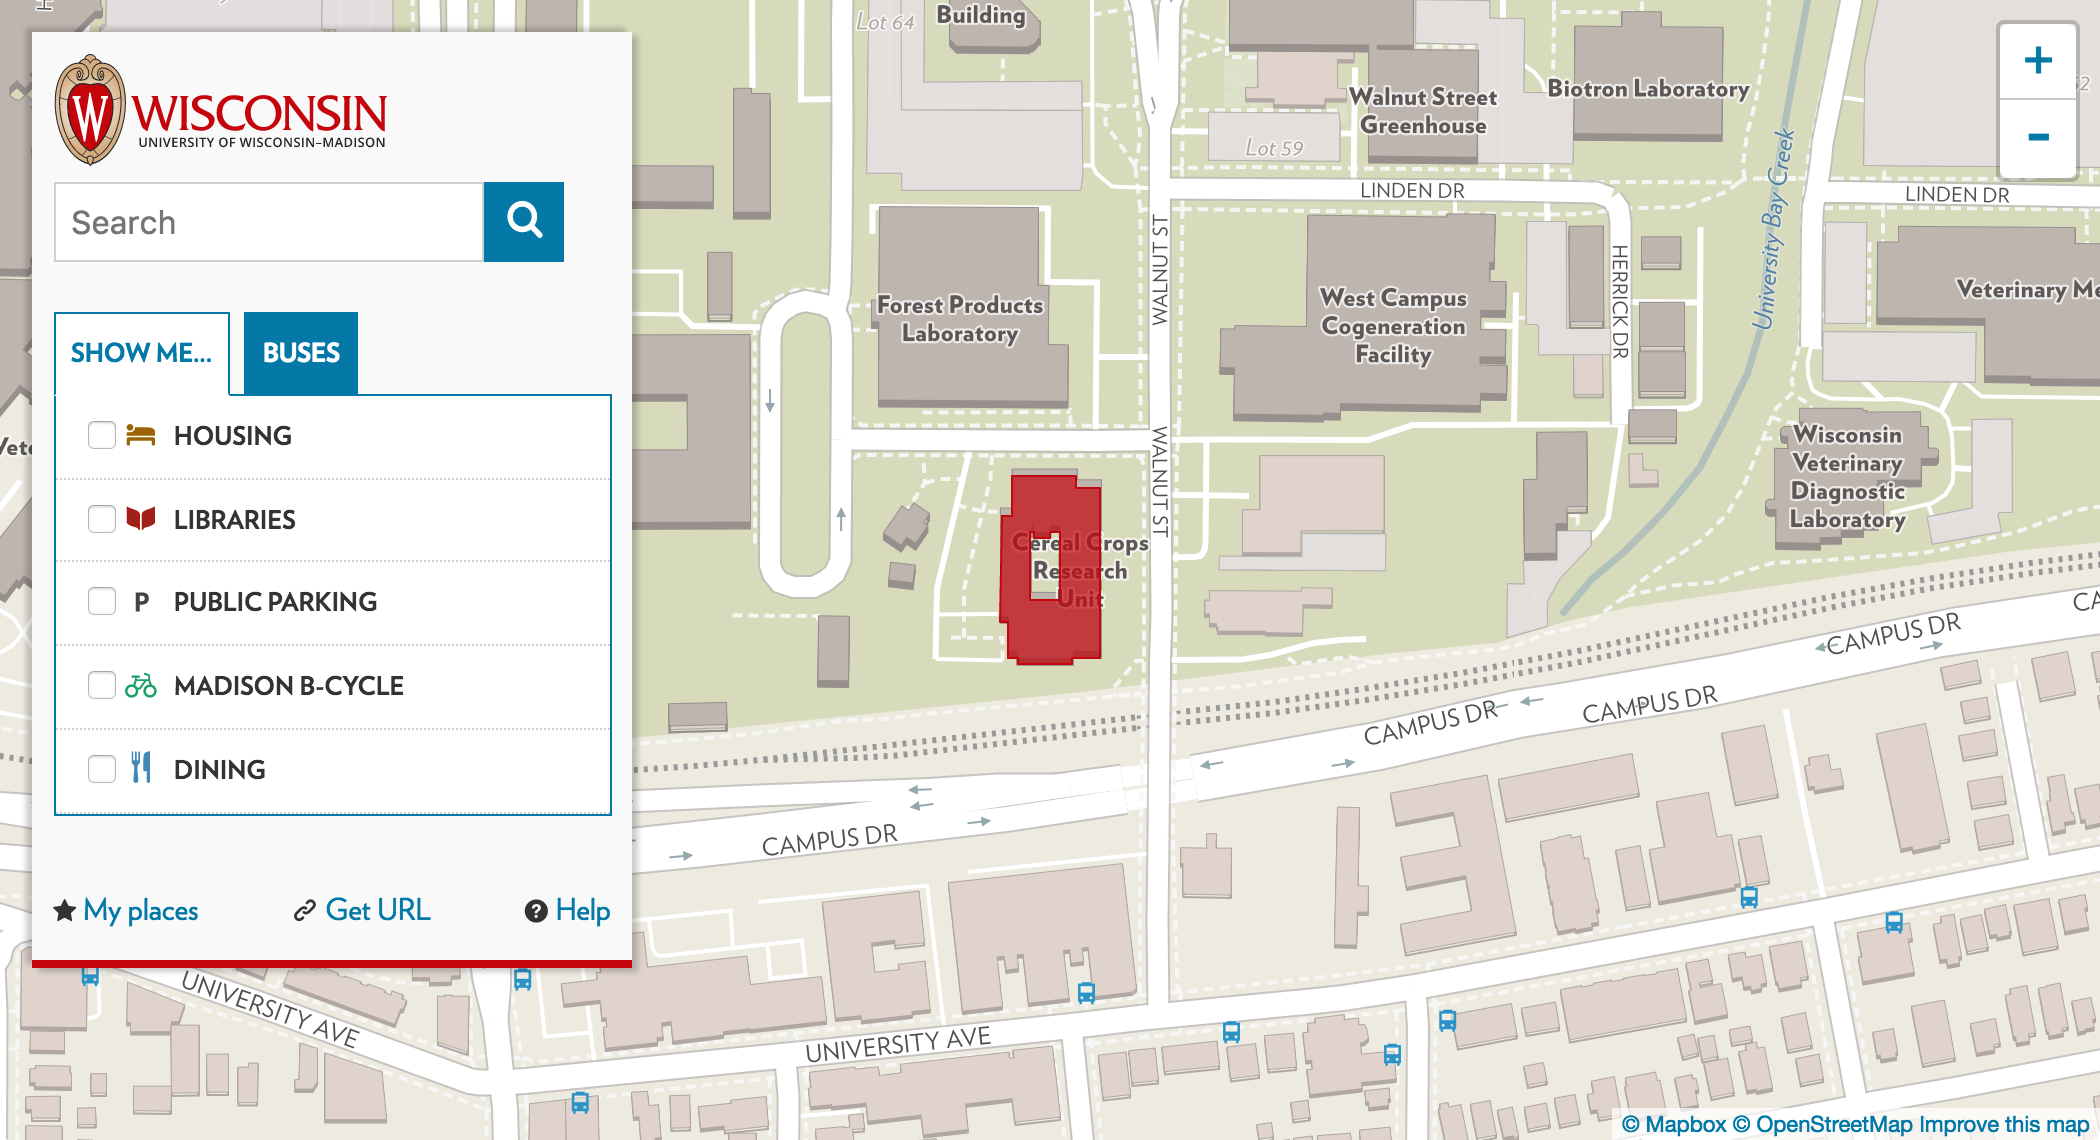 WISCONSIN
UNIVERSITY OF WISCONSIN–MADISON
Search
SHOW ME...
BUSES
HOUSING
LIBRARIES
P PUBLIC PARKING
MADISON B-CYCLE
DINING
My places
Get URL
? Help
Lot 64
Building
Walnut Street
Greenhouse
Biotron Laboratory
Lot 59
LINDEN DR
LINDEN DR
WALNUT ST
Forest Products
Laboratory
West Campus
Cogeneration
Facility
HERRICK DR
University Bay Creek
Veterinary Me
WALNUT ST
Cereal Crops
Research
Unit
Wisconsin
Veterinary
Diagnostic
Laboratory
CAMPUS DR
CAMPUS DR
CAMPUS DR
CAMPUS DR
CA
UNIVERSITY AVE
UNIVERSITY AVE
+
-
© Mapbox © OpenStreetMap Improve this map